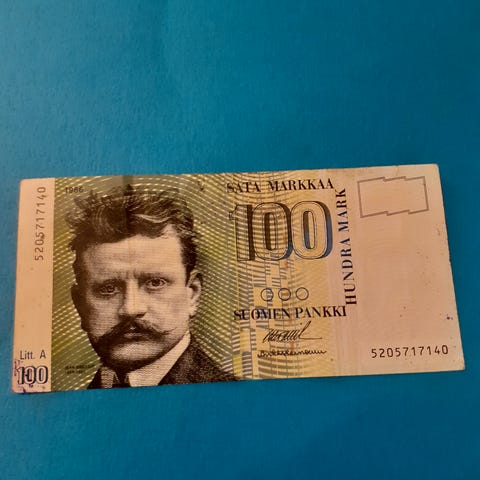 1986
5205717140
Litt. A
100
SATA MARKKAA
100
HUNDRA MARK
SUOMEN PANKKI
5205717140